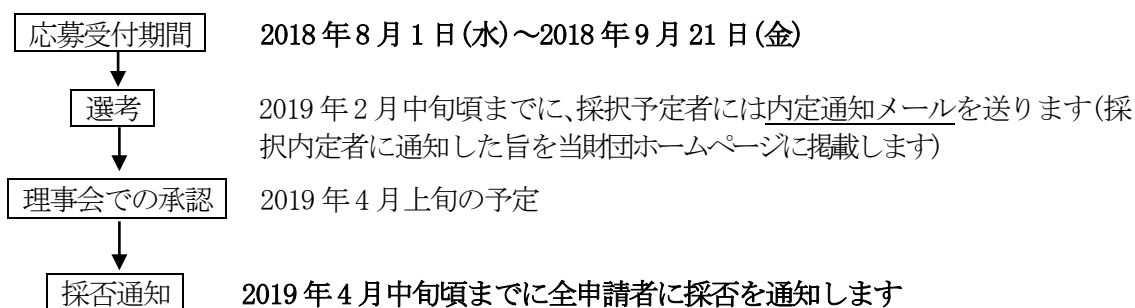 応募受付期間 2018年8月1日(水)～2018年9月21日(金)
選考 2019年2月中旬頃までに、採択予定者には内定通知メールを送ります(採
択内定者に通知した旨を当財団ホームページに掲載します)
理事会での承認 2019年4月上旬の予定
採否通知 2019年4月中旬頃までに全申請者に採否を通知します